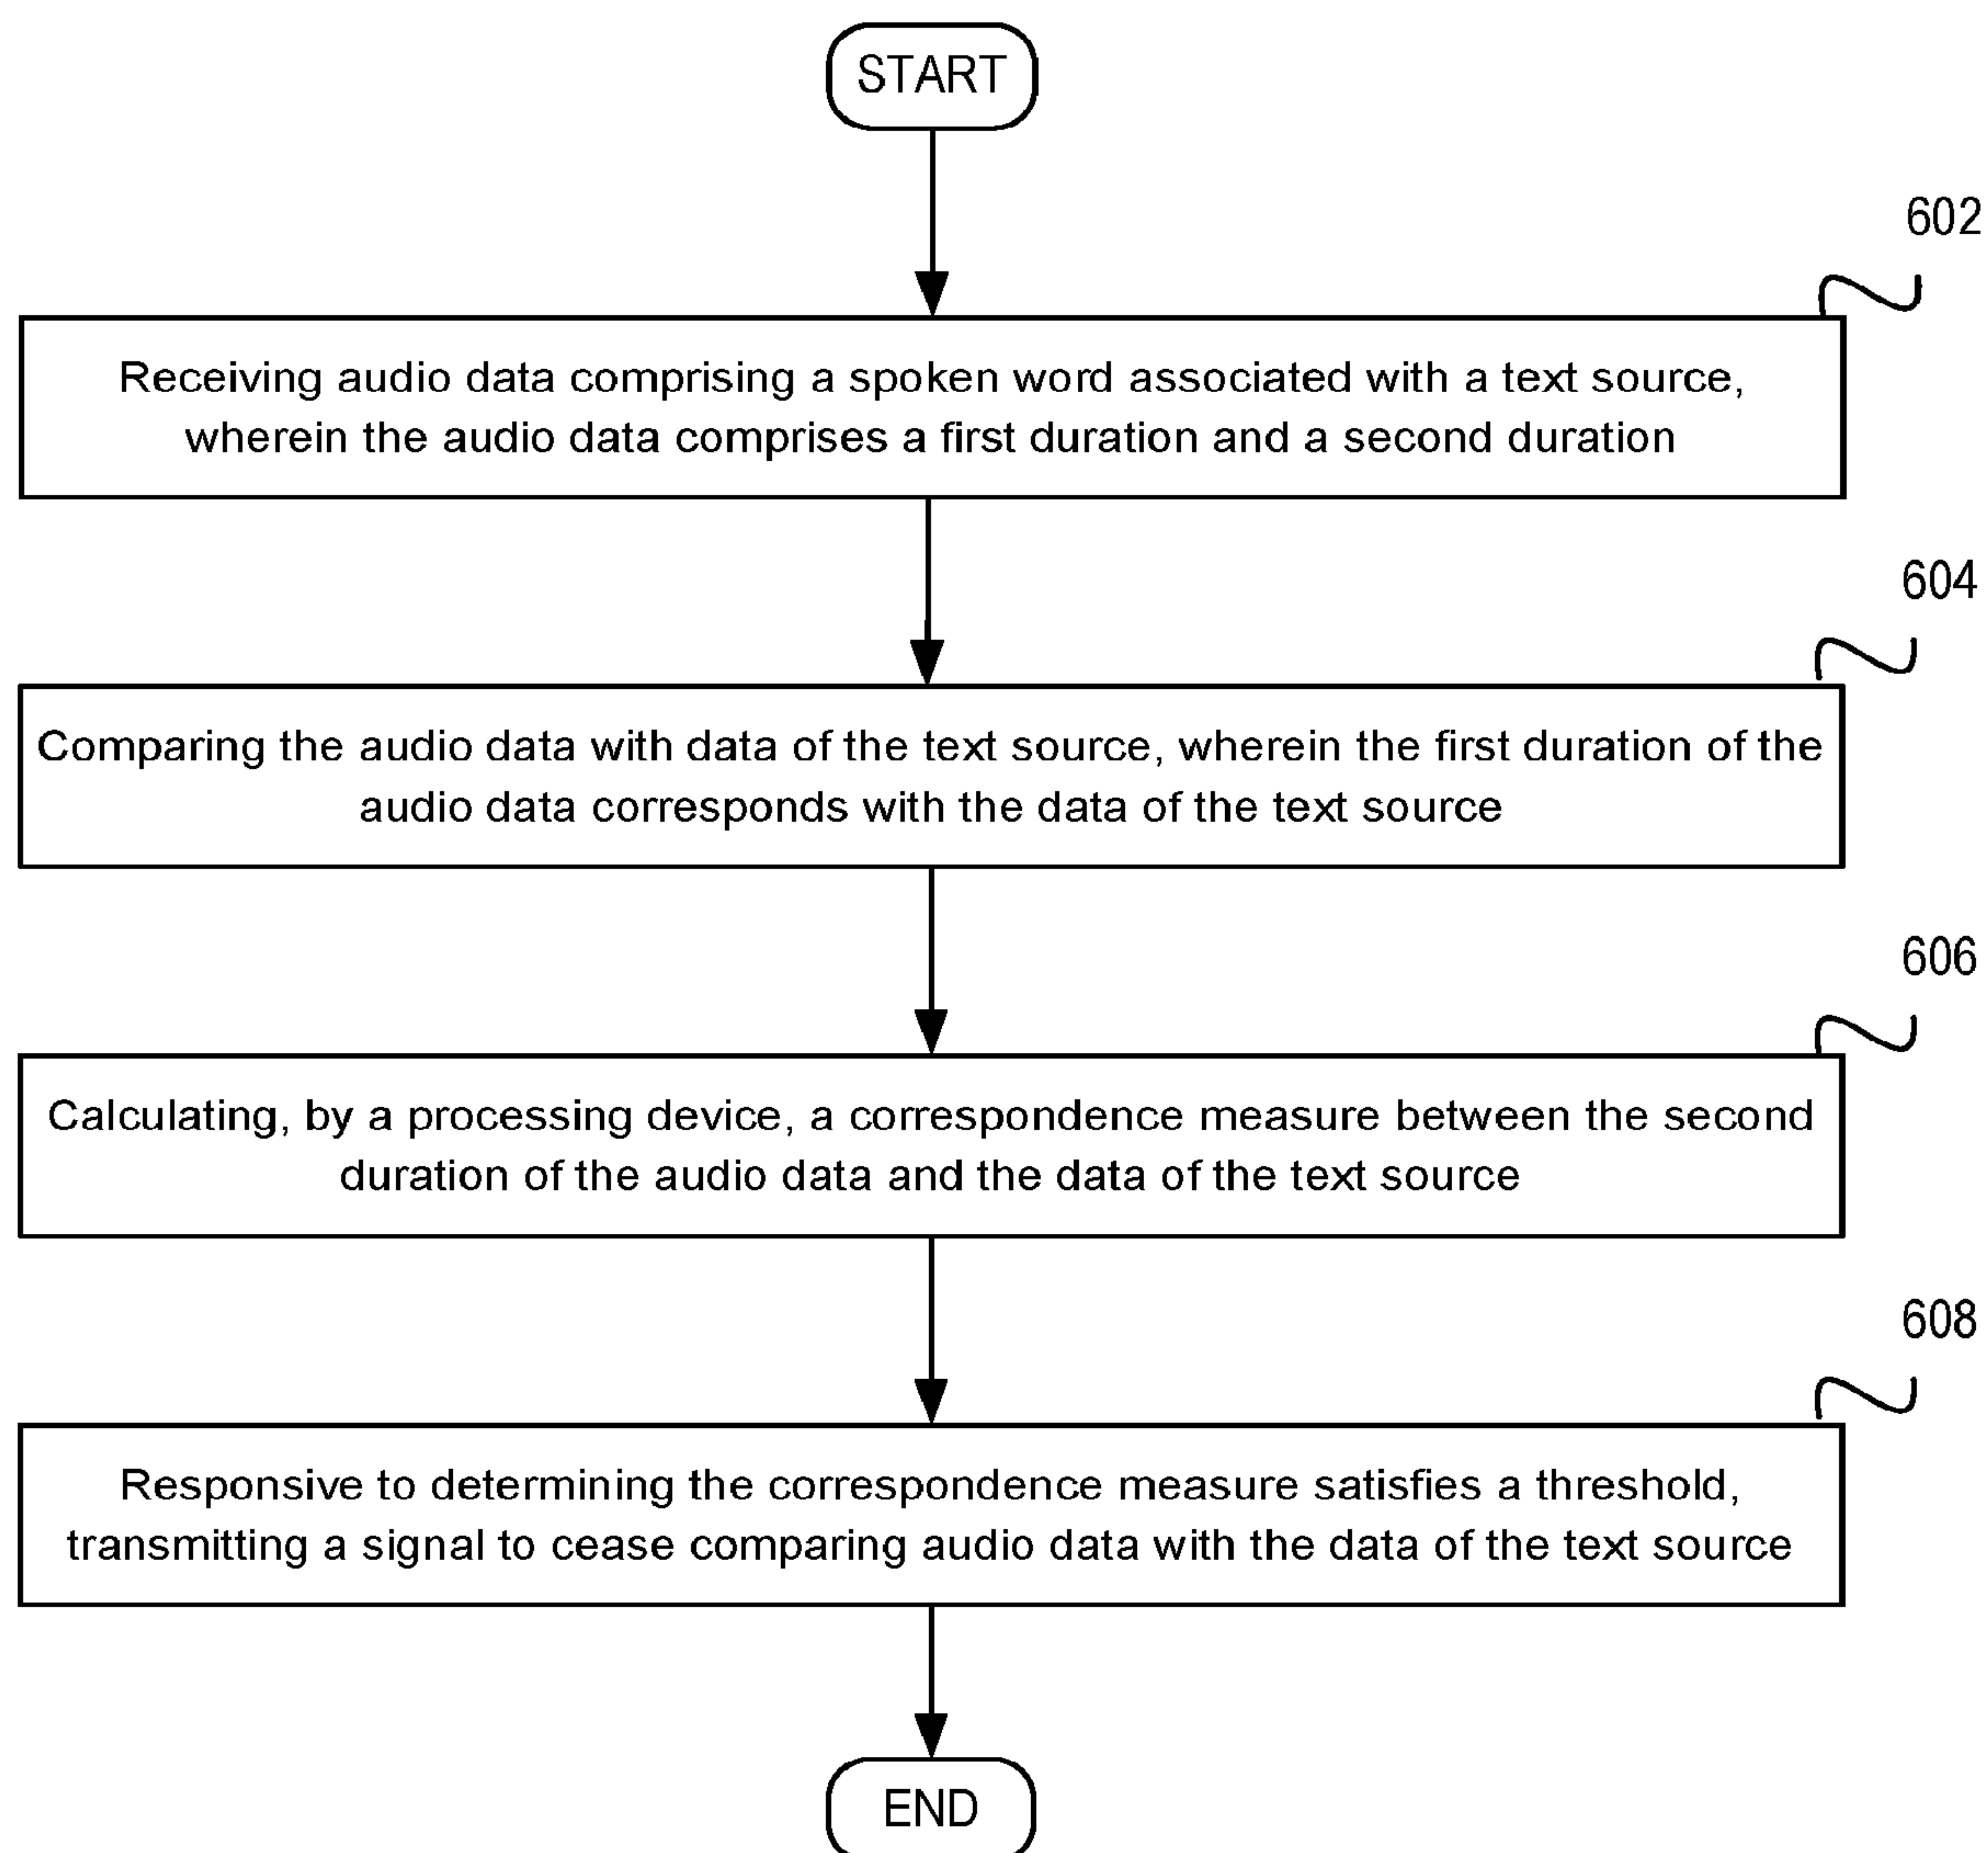 START
602
Receiving audio data comprising a spoken word associated with a text source,
wherein the audio data comprises a first duration and a second duration
604
Comparing the audio data with data of the text source, wherein the first duration of the
audio data corresponds with the data of the text source
606
Calculating, by a processing device, a correspondence measure between the second
duration of the audio data and the data of the text source
608
Responsive to determining the correspondence measure satisfies a threshold,
transmitting a signal to cease comparing audio data with the data of the text source
END